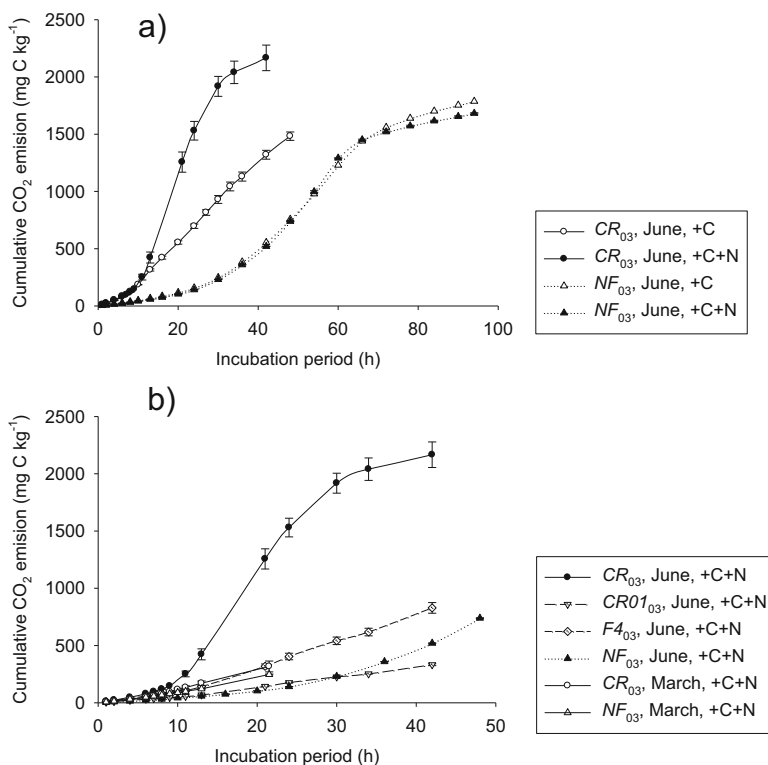 a)
Cumulative CO₂ emision (mg C kg⁻¹)
2500
2000
1500
1000
500
0
0 20 40 60 80 100
Incubation period (h)
CR₀₃, June, +C
CR₀₃, June, +C+N
NF₀₃, June, +C
NF₀₃, June, +C+N
b)
Cumulative CO₂ emision (mg C kg⁻¹)
2500
2000
1500
1000
500
0
0 10 20 30 40 50
Incubation period (h)
CR₀₃, June, +C+N
CR01₀₃, June, +C+N
F4₀₃, June, +C+N
NF₀₃, June, +C+N
CR₀₃, March, +C+N
NF₀₃, March, +C+N